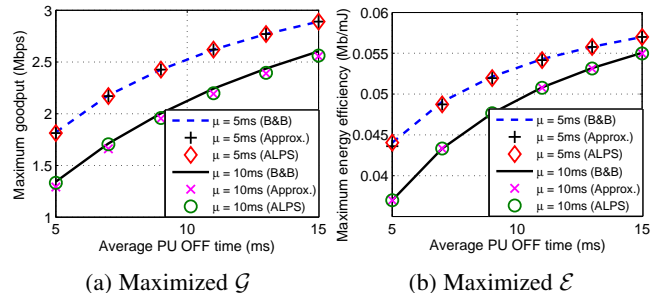 Maximum goodput (Mbps)
3
2.5
2
1.5
1
5
10
15
Average PU OFF time (ms)
μ = 5ms (B&B)
μ = 5ms (Approx.)
μ = 5ms (ALPS)
μ = 10ms (B&B)
μ = 10ms (Approx.)
μ = 10ms (ALPS)
(a) Maximized 𝒢
Maximum energy efficiency (Mb/mJ)
0.06
0.055
0.05
0.045
0.04
5
10
15
Average PU OFF time (ms)
μ = 5ms (B&B)
μ = 5ms (Approx.)
μ = 5ms (ALPS)
μ = 10ms (B&B)
μ = 10ms (Approx.)
μ = 10ms (ALPS)
(b) Maximized ℰ